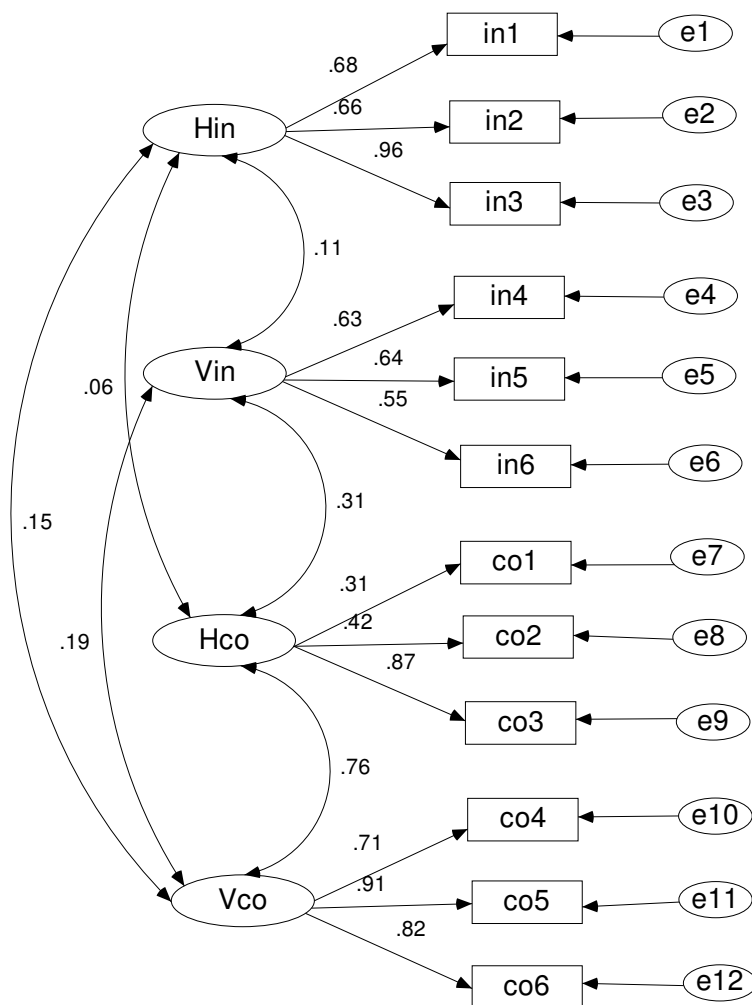 in1
e1
.68
.66
in2
e2
Hin
.96
in3
e3
.11
in4
e4
.63
.64
Vin
in5
e5
.06
.55
in6
e6
.31
.15
co1
e7
.31
.42
co2
e8
Hco
.19
.87
co3
e9
.76
co4
e10
.71
.91
Vco
co5
e11
.82
co6
e12